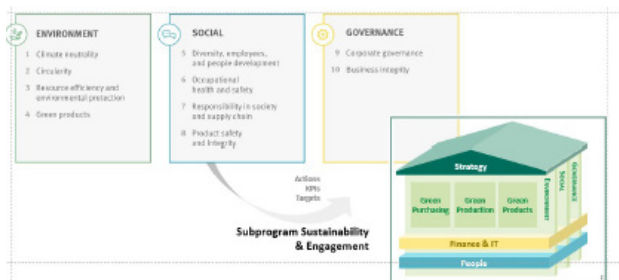 ENVIRONMENT
1 Climate neutrality
2 Circularity
3 Resource efficiency and
environmental protection
4 Green products
SOCIAL
5 Diversity, employees,
and people development
6 Occupational
health and safety
7 Responsibility in society
and supply chain
8 Product safety
and integrity
GOVERNANCE
9 Corporate governance
10 Business integrity
Actions
KPIs
Targets
Subprogram Sustainability
& Engagement
Strategy
Green
Purchasing
Green
Production
Green
Products
ENVIRONMENT
SOCIAL
GOVERNANCE
Finance & IT
People